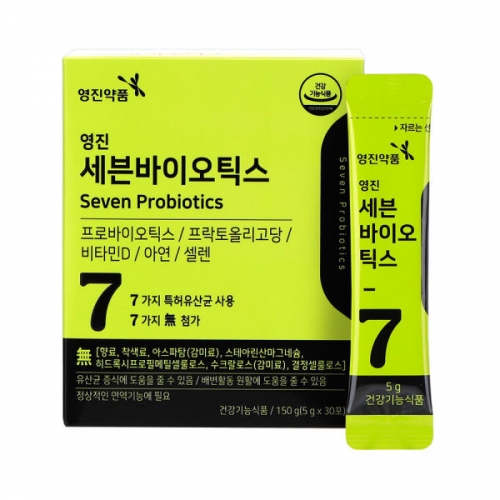 영진약품
건강
기능식품
영진
세븐바이오틱스
Seven Probiotics
프로바이오틱스 / 프락토올리고당 /
비타민D / 아연 / 셀렌
7
7 가지 특허유산균 사용
7 가지 無 첨가
無 [향료, 착색료, 아스파탐(감미료), 스테아린산마그네슘,
히드록시프로필메틸셀룰로스, 수크랄로스(감미료), 결정셀룰로스]
유산균 증식에 도움을 줄 수 있음 / 배변활동 원활에 도움을 줄 수 있음 /
정상적인 면역기능에 필요
건강기능식품 / 150 g(5 g x 30포)
Seven Probiotics
▷자르는 선
영진약품
영진
세븐
바이오
틱스
–
7
5 g
건강기능식품